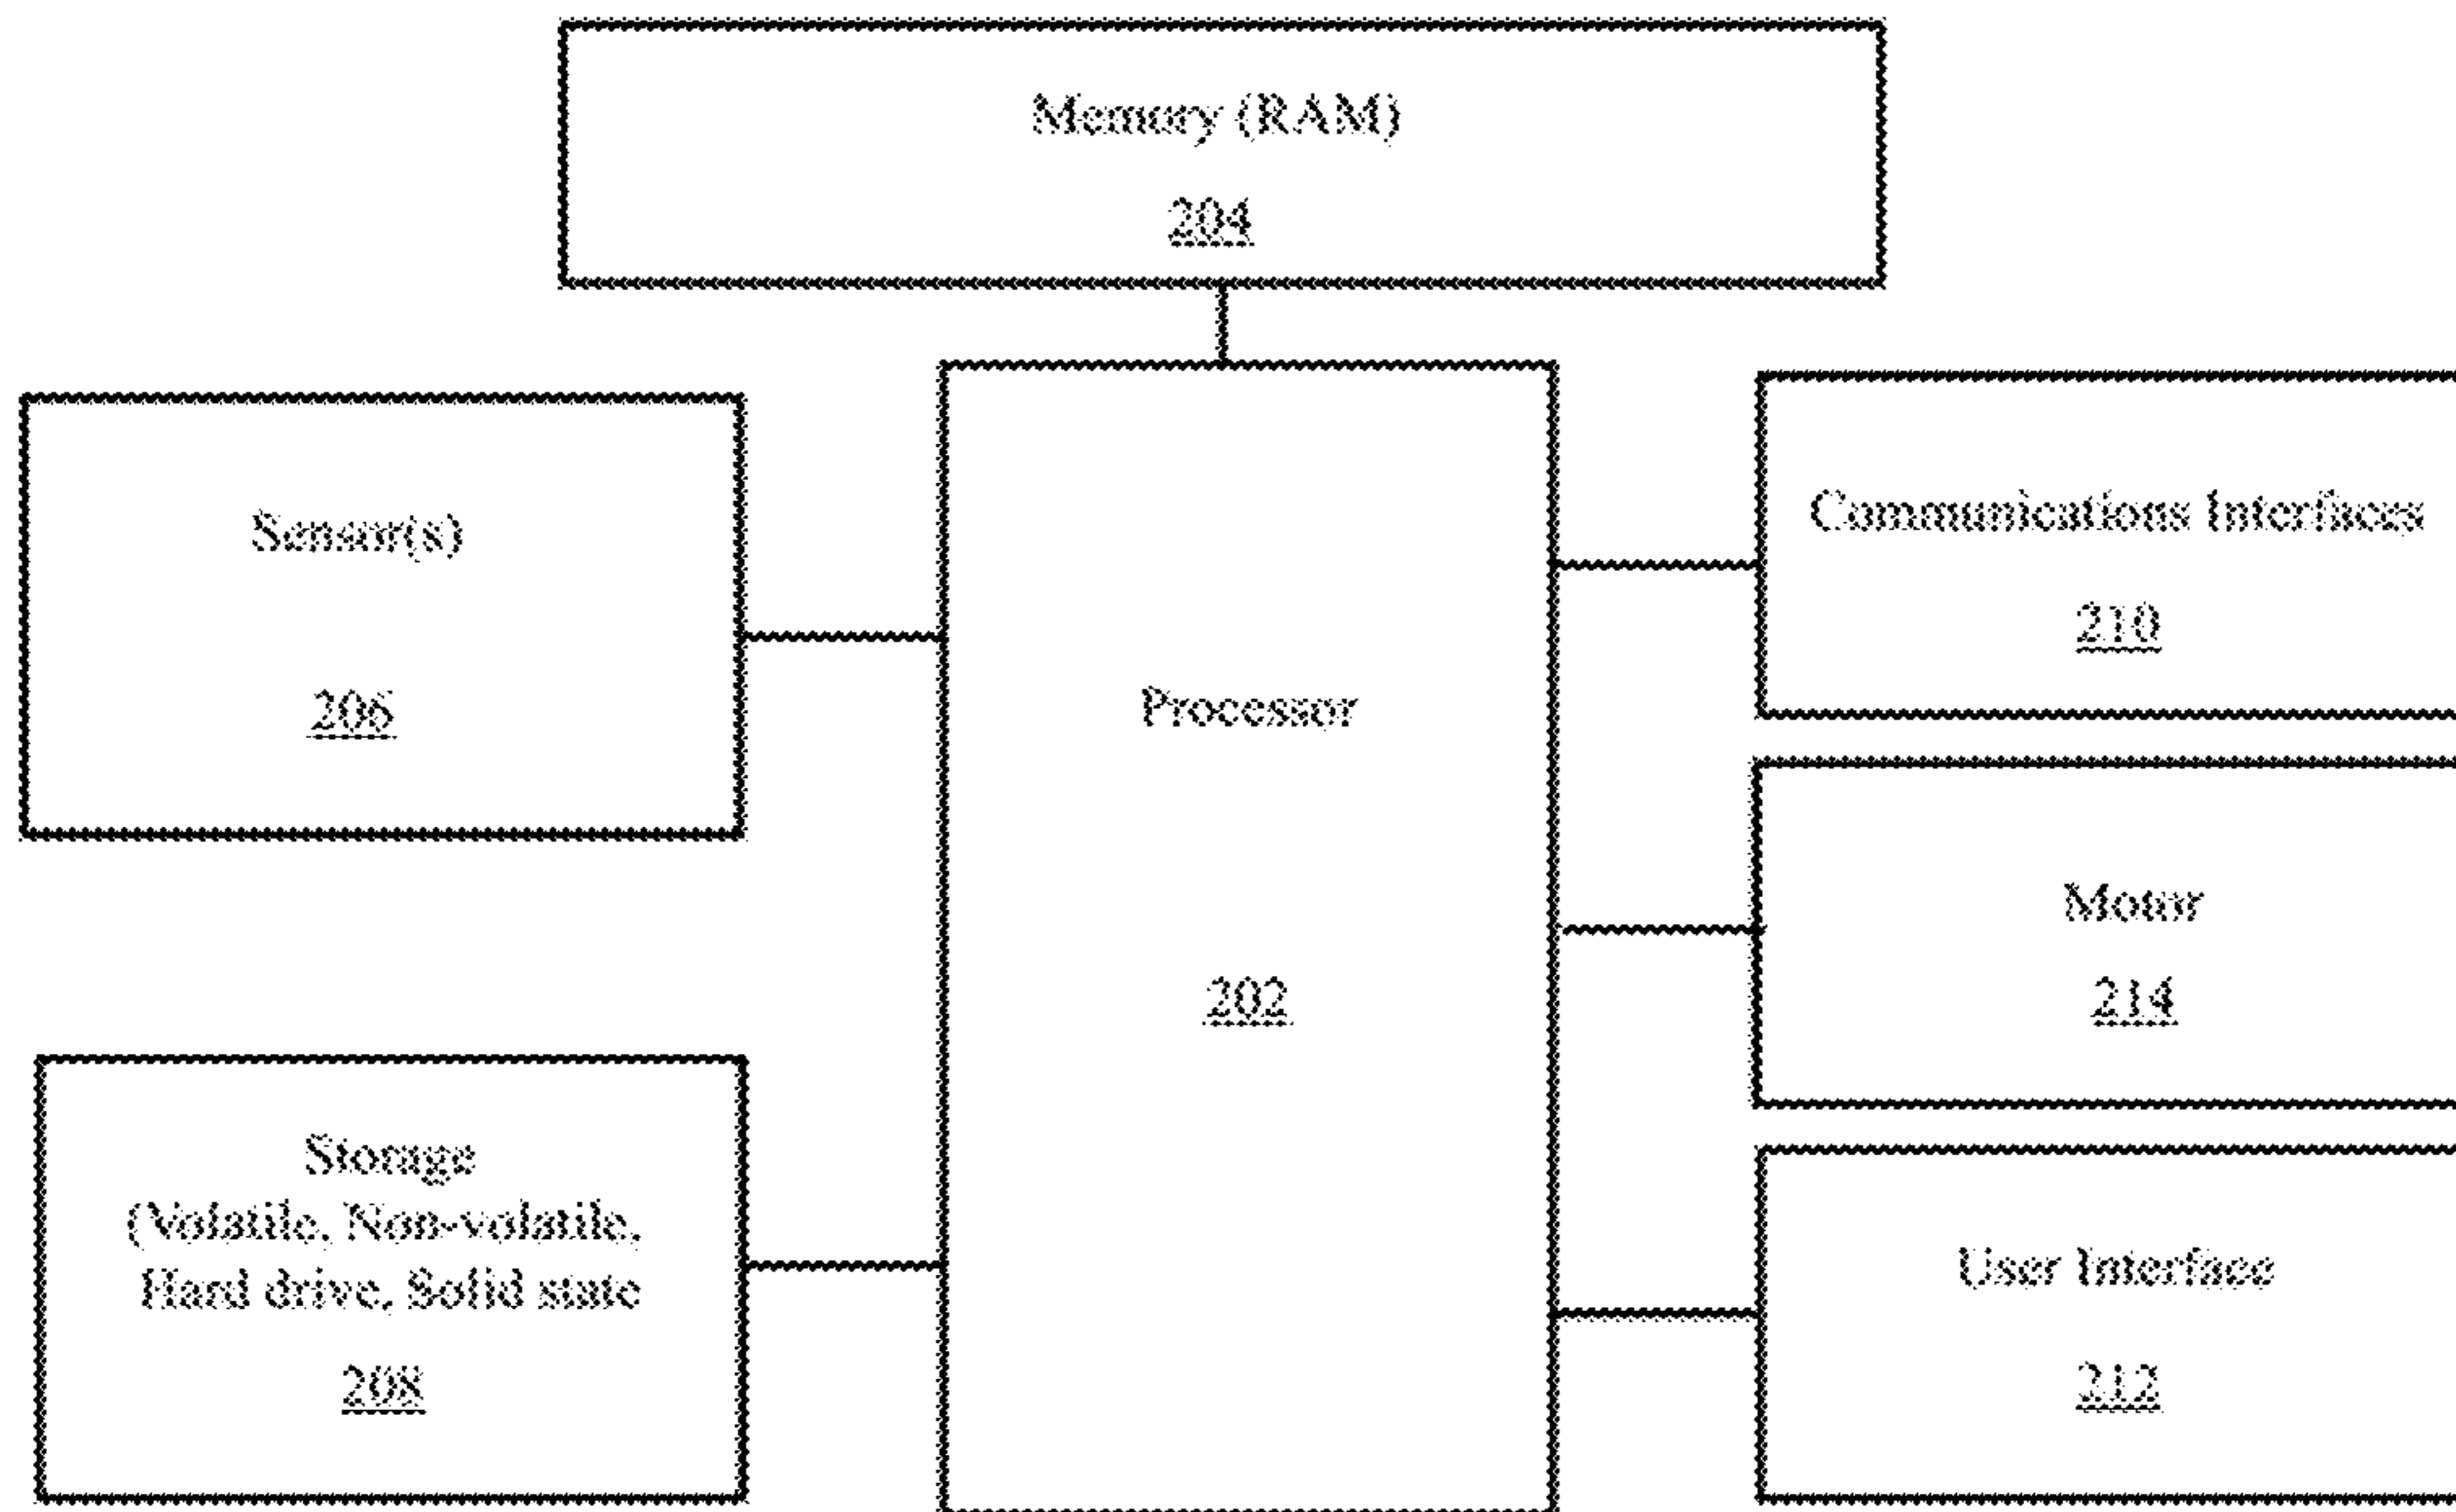 Memory (RAM)
204
Sensor(s)
206
Processor
202
Communications Interfaces
210
Motor
214
Storage
(Volatile, Non-volatile,
Hard drive, Solid state
208
User Interface
212